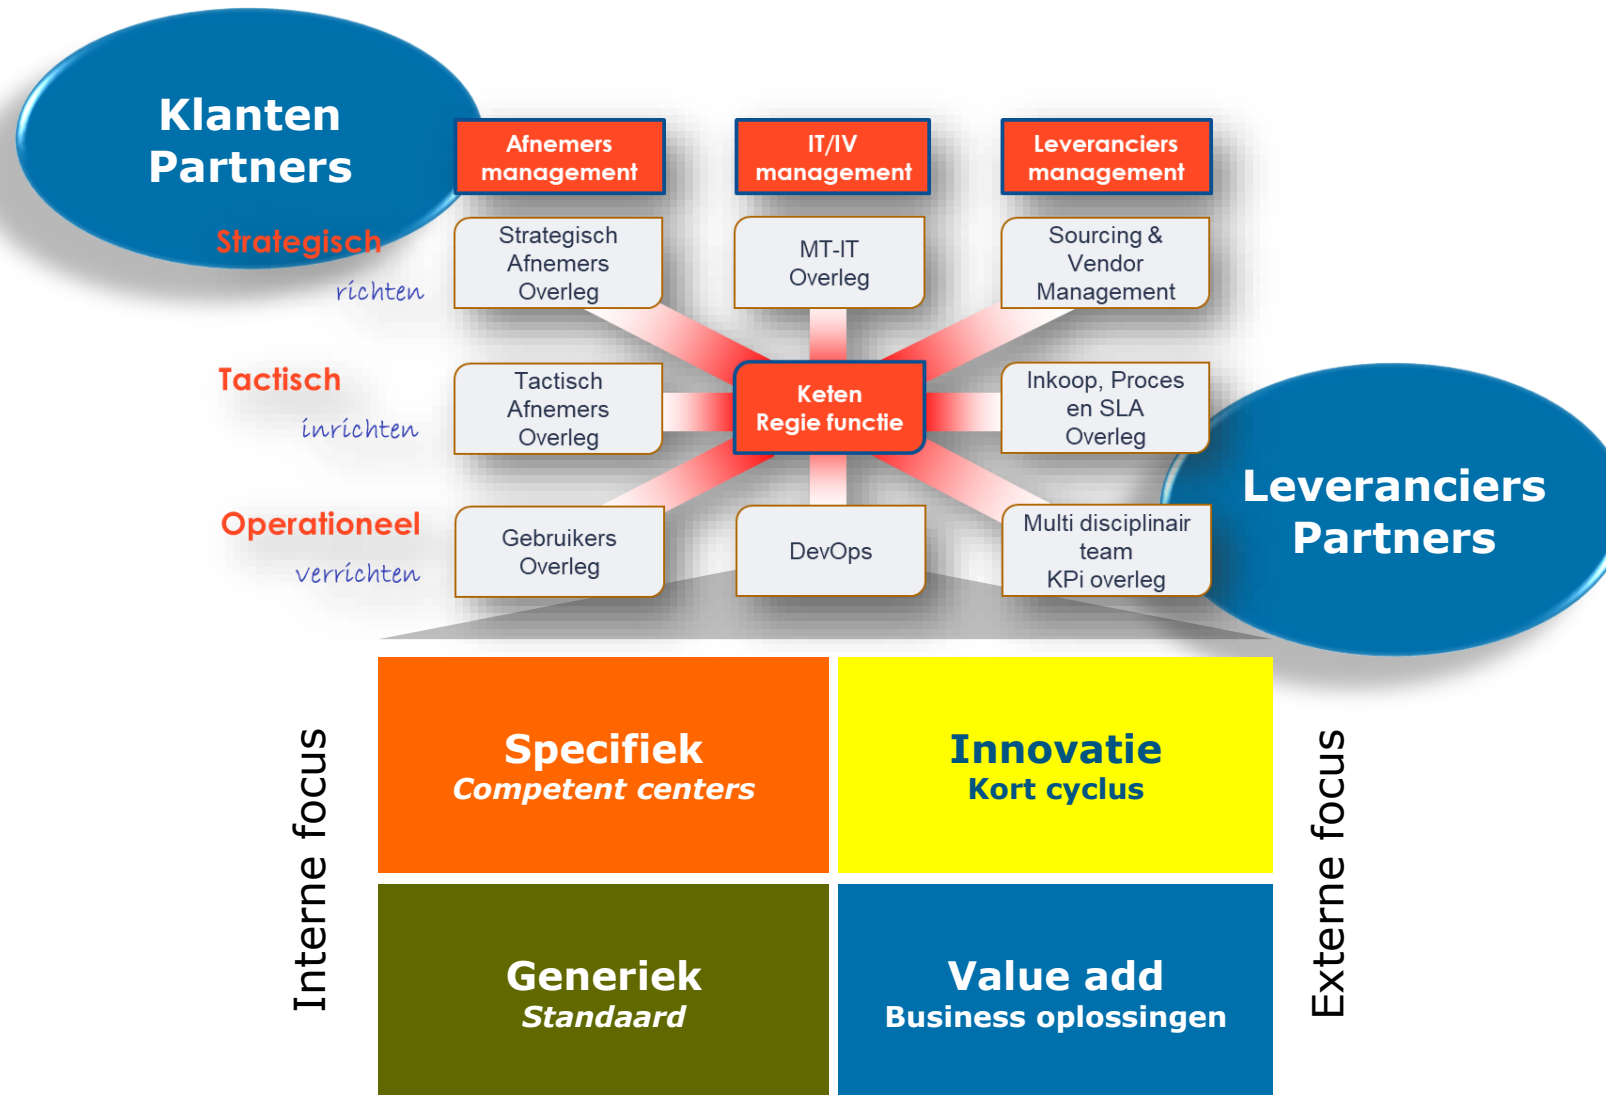 Klanten
Partners
Afnemers
management
IT/IV
management
Leveranciers
management
Strategisch
richten
Strategisch
Afnemers
Overleg
MT-IT
Overleg
Sourcing &
Vendor
Management
Tactisch
inrichten
Tactisch
Afnemers
Overleg
Keten
Regie functie
Inkoop, Proces
en SLA
Overleg
Leveranciers
Partners
Operationeel
verrichten
Gebruikers
Overleg
DevOps
Multi disciplinair
team
KPi overleg
Interne focus
Specifiek
Competent centers
Innovatie
Kort cyclus
Generiek
Standaard
Value add
Business oplossingen
Externe focus